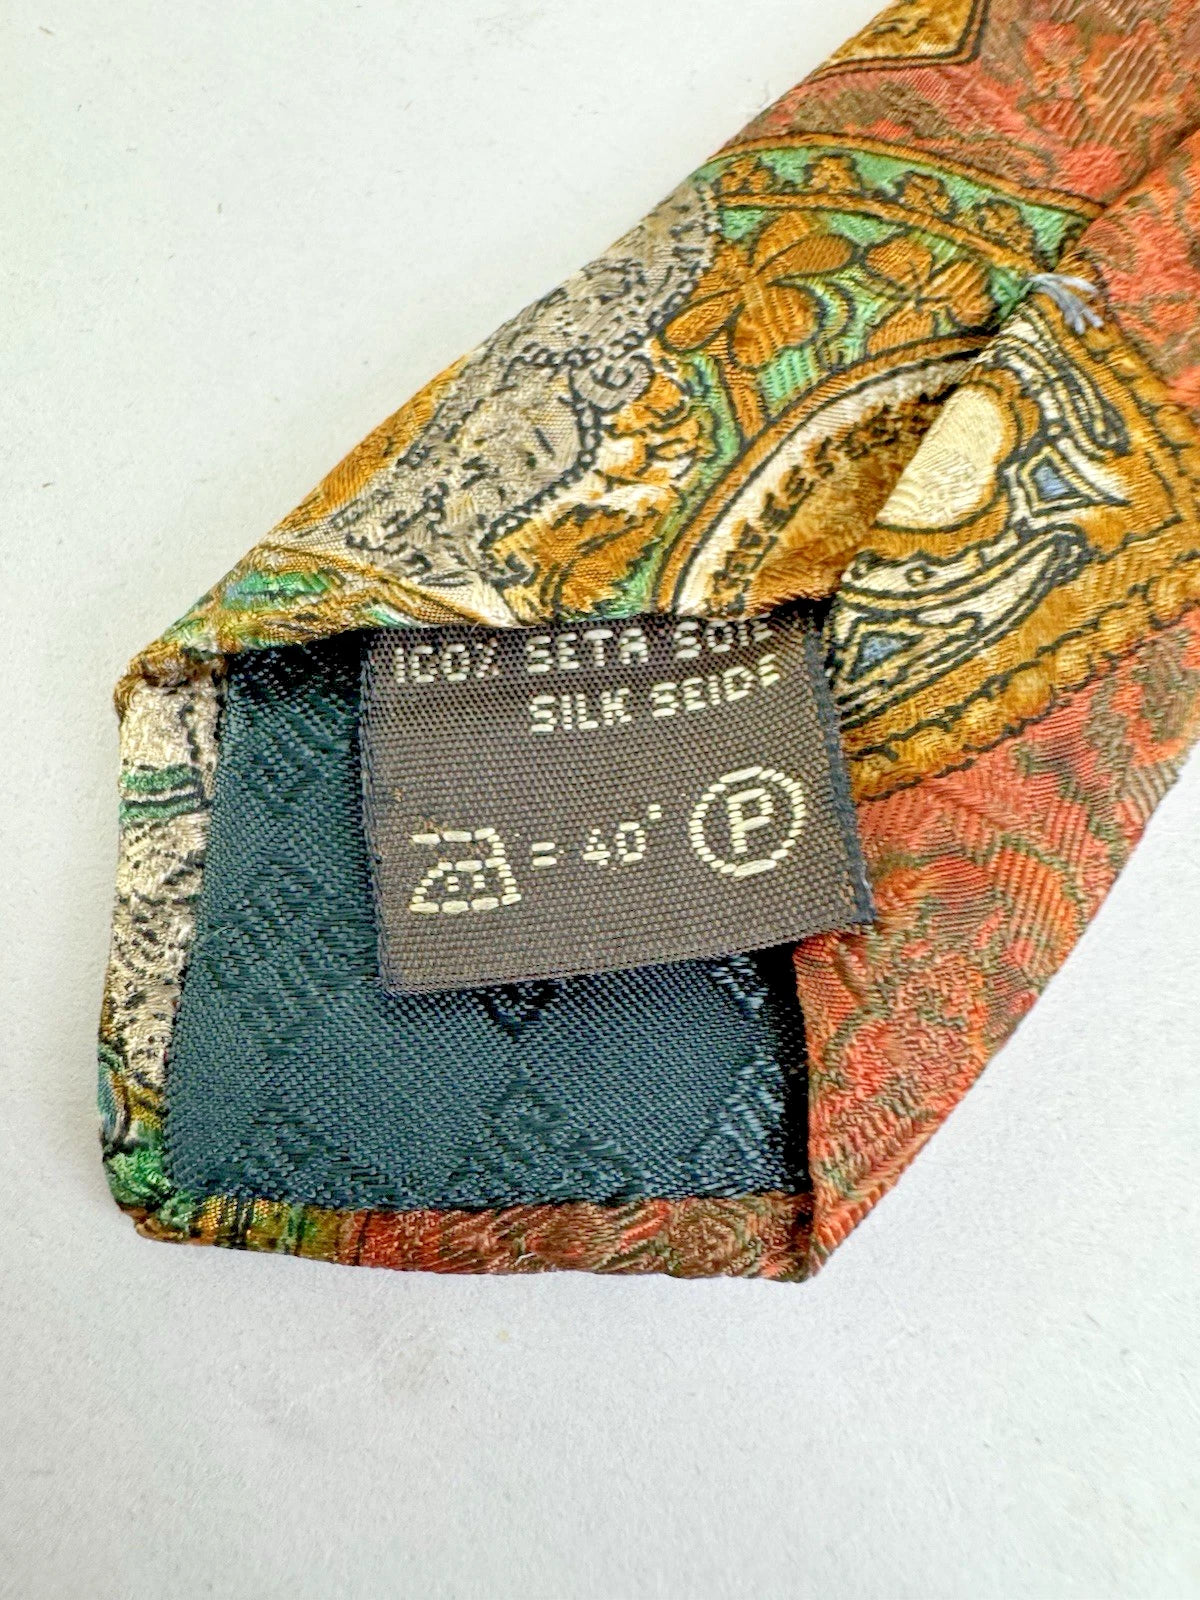 100% SETA SOIE
SILK SEIDE
= 40°
P